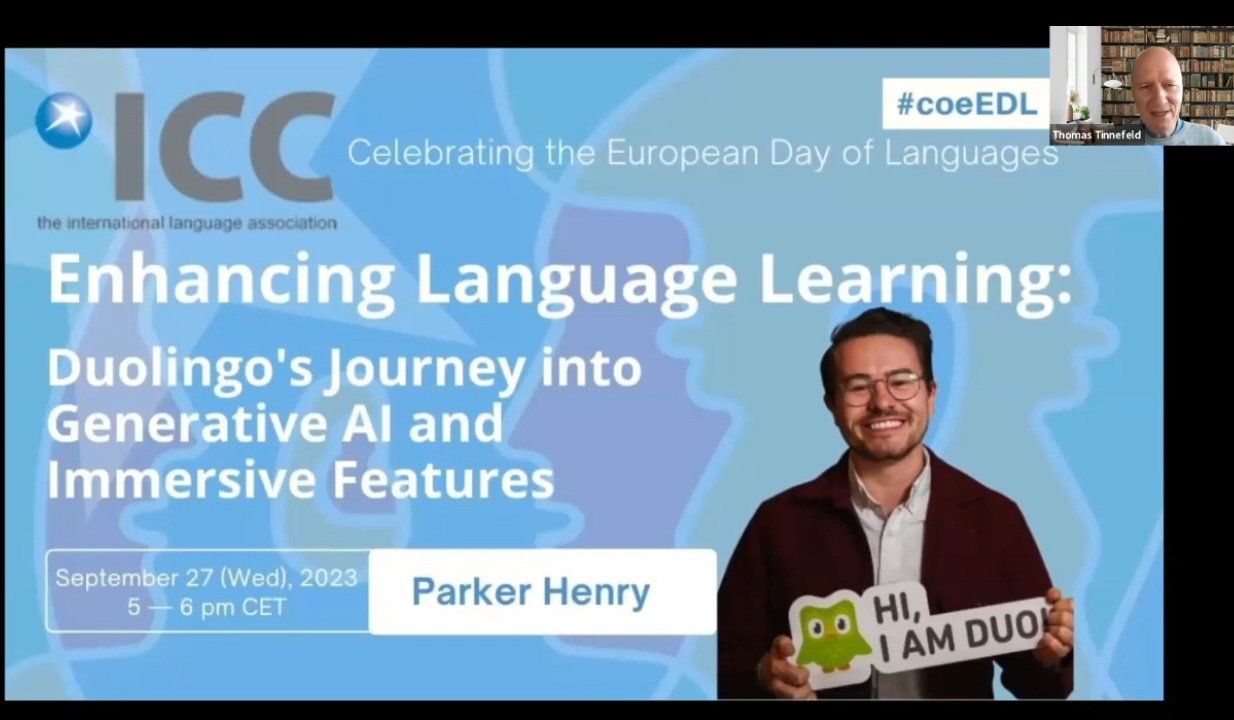 ICC
the international language association
#coeEDL
Celebrating the European Day of Languages
Thomas Tinnefeld
Enhancing Language Learning:
Duolingo's Journey into
Generative AI and
Immersive Features
September 27 (Wed), 2023
5 — 6 pm CET
Parker Henry
HI,
I AM DUO!